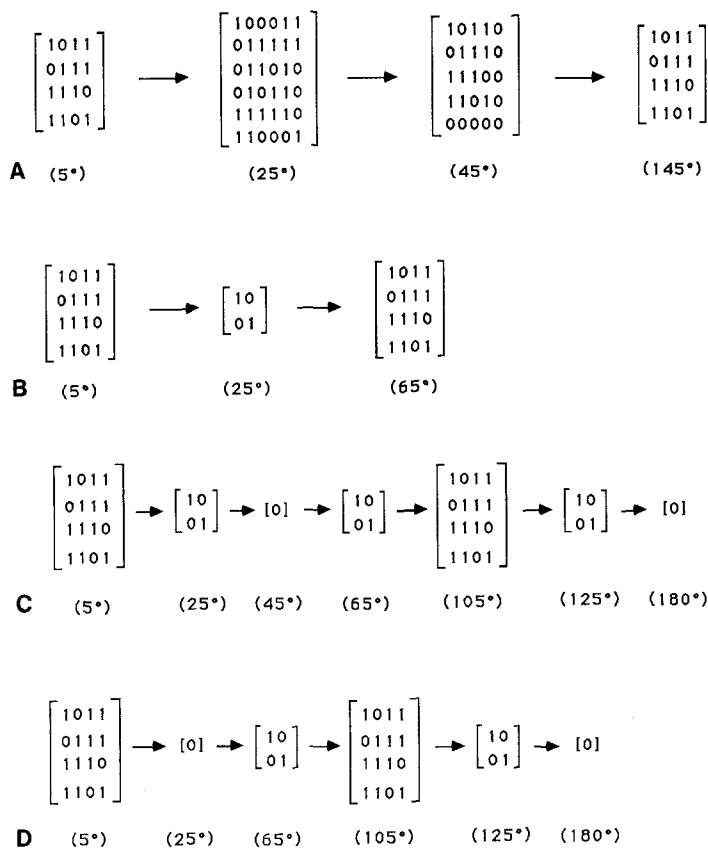 1011 0111 1110 1101 → 100011 011111 011010 010110 111110 110001 → 10110 01110 11100 11010 00000 → 1011 0111 1110 1101
A (5°) (25°) (45°) (145°)
1011 0111 1110 1101 → 10 01 → 1011 0111 1110 1101
B (5°) (25°) (65°)
1011 0111 1110 1101 → 10 01 → [0] → 10 01 → 1011 0111 1110 1101 → 10 01 → [0]
C (5°) (25°) (45°) (65°) (105°) (125°) (180°)
1011 0111 1110 1101 → [0] → 10 01 → 1011 0111 1110 1101 → 10 01 → [0]
D (5°) (25°) (65°) (105°) (125°) (180°)